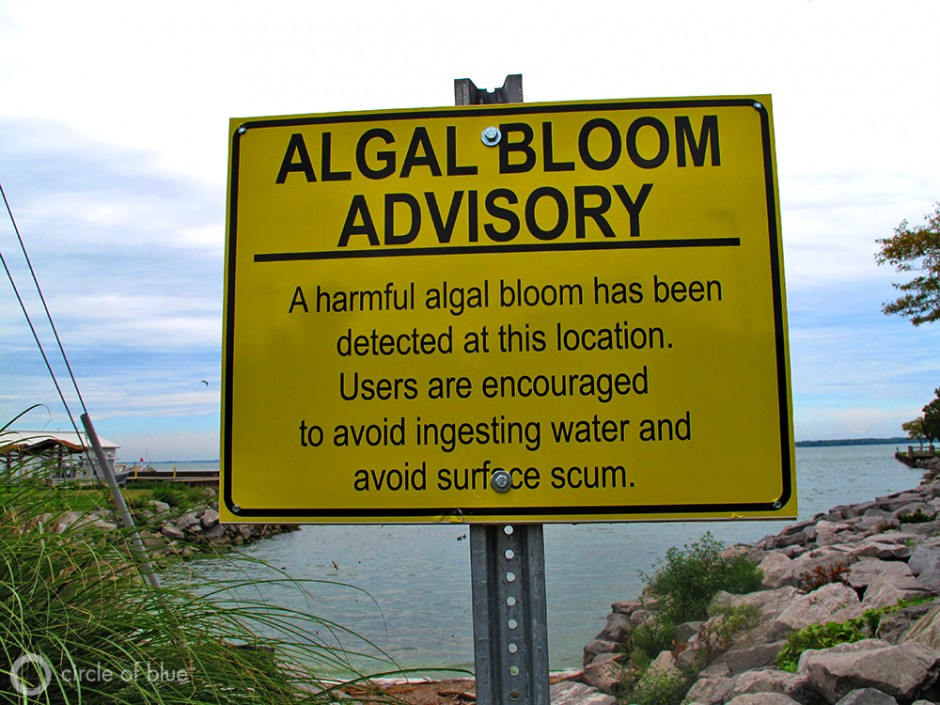 ALGAL BLOOM
ADVISORY
A harmful algal bloom has been
detected at this location.
Users are encouraged
to avoid ingesting water and
avoid surface scum.
circle of blue